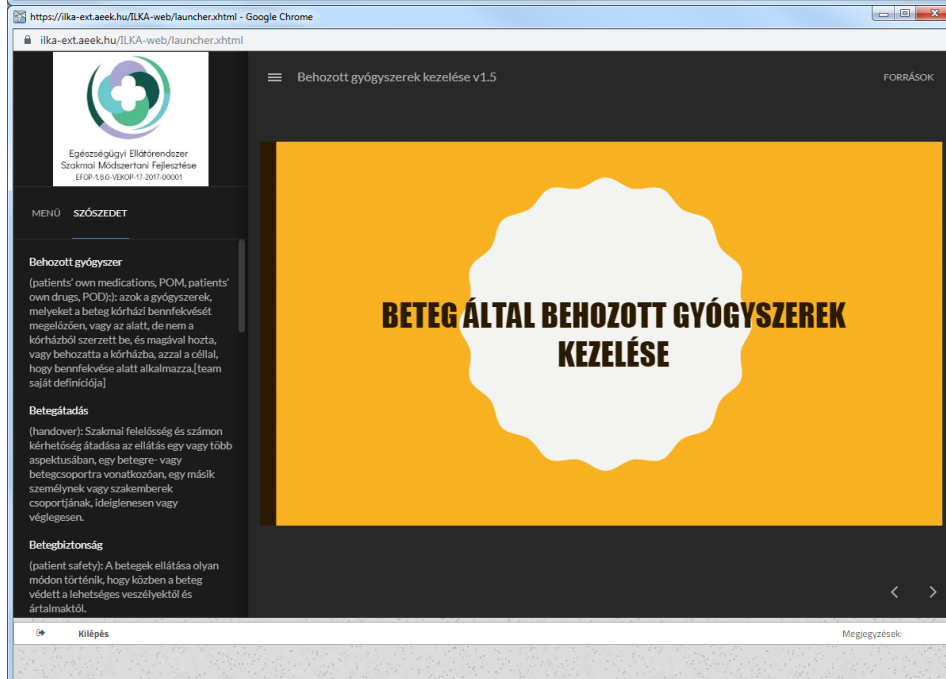 https://ilka-ext.aeek.hu/ILKA-web/launcher.xhtml - Google Chrome
ilka-ext.aeek.hu/ILKA-web/launcher.xhtml
Egészségügyi Ellátórendszer
Szakmai Módszertani Fejlesztése
EFOP-1.8.0-VEKOP-17-2017-00001
Behozott gyógyszerek kezelése v1.5
FORRÁSOK
MENÜ SZÓSZEDET
Behozott gyógyszer
(patients' own medications, POM, patients'
own drugs, POD):): azok a gyógyszerek,
melyeket a beteg kórházi bennfekvését
megelőzően, vagy az alatt, de nem a
kórházból szerzett be, és magával hozta,
vagy behozatta a kórházba, azzal a céllal,
hogy bennfekvése alatt alkalmazza.[team
saját definíciója]
Betegátadás
(handover): Szakmai felelősség és számon
kérhetőség átadása az ellátás egy vagy több
aspektusában, egy betegre- vagy
betegcsoportra vonatkozóan, egy másik
személynek vagy szakemberek
csoportjának, ideiglenesen vagy
véglegesen.
Betegbiztonság
(patient safety): A betegek ellátása olyan
módon történik, hogy közben a beteg
védett a lehetséges veszélyektől és
ártalmaktól.
BETEG ÁLTAL BEHOZOTT GYÓGYSZEREK
KEZELÉSE
Kilépés
Megjegyzések: